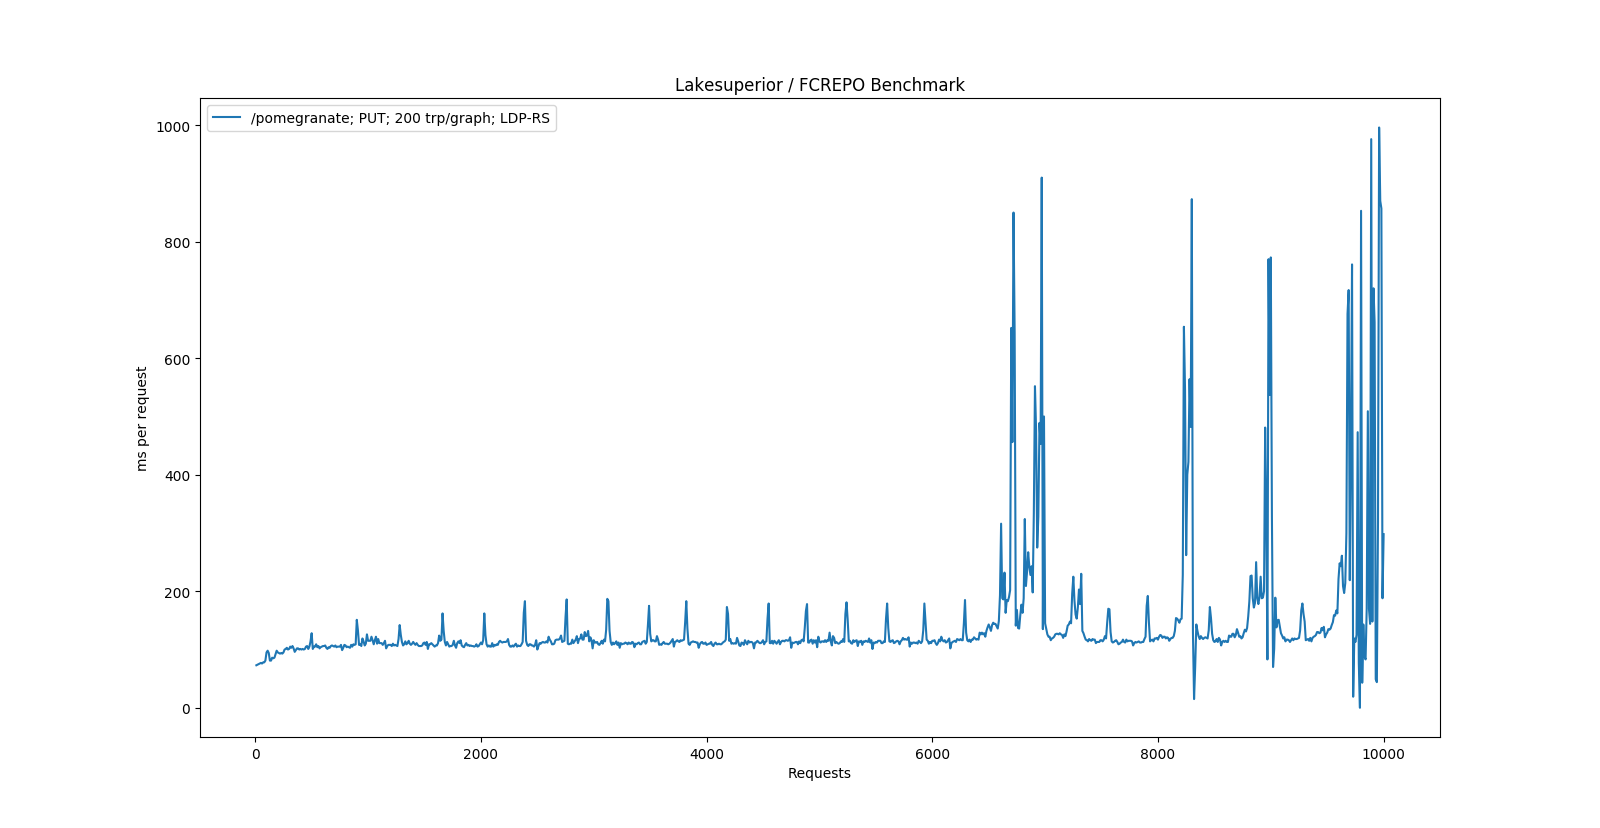 Lakesuperior / FCREPO Benchmark
/pomegranate; PUT; 200 trp/graph; LDP-RS
1000
800
600
400
200
0
ms per request
0 2000 4000 6000 8000 10000
Requests